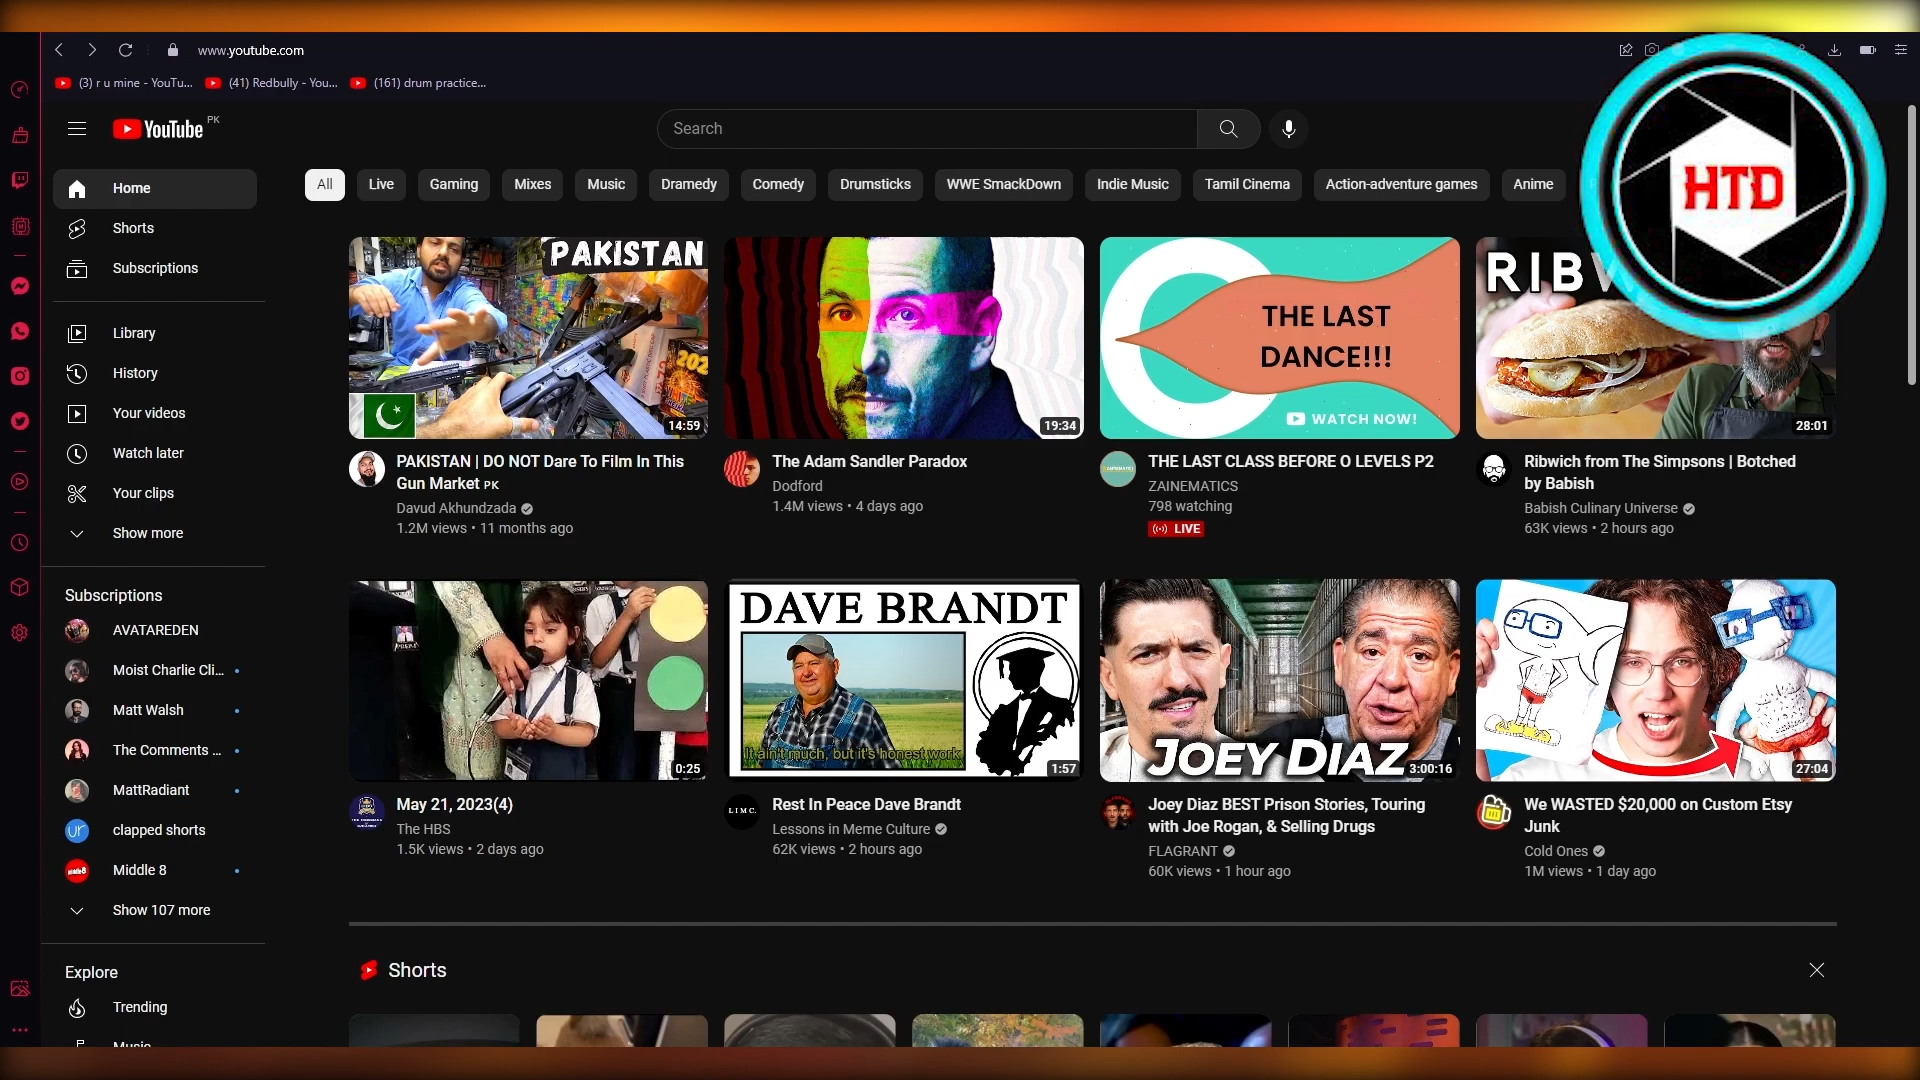 www.youtube.com
(3) r u mine - YouTu...
(41) Redbully - You...
(161) drum practice...
YouTube PK
Search
HTD
Home
Shorts
Subscriptions
Library
History
Your videos
Watch later
Your clips
Show more
Subscriptions
AVATAREDEN
Moist Charlie Cli...
Matt Walsh
The Comments ...
MattRadiant
clapped shorts
Middle 8
Show 107 more
Explore
Trending
All
Live
Gaming
Mixes
Music
Dramedy
Comedy
Drumsticks
WWE SmackDown
Indie Music
Tamil Cinema
Action-adventure games
Anime
PAKISTAN
14:59
PAKISTAN | DO NOT Dare To Film In This
Gun Market PK
Davud Akhundzada
1.2M views • 11 months ago
19:34
The Adam Sandler Paradox
Dodford
1.4M views • 4 days ago
THE LAST
DANCE!!!
WATCH NOW!
THE LAST CLASS BEFORE O LEVELS P2
ZAINEMATICS
798 watching
LIVE
28:01
Ribwich from The Simpsons | Botched
by Babish
Babish Culinary Universe
63K views • 2 hours ago
0:25
May 21, 2023(4)
The HBS
1.5K views • 2 days ago
DAVE BRANDT
It ain't much, but it's honest work
1:57
L I M C.
Rest In Peace Dave Brandt
Lessons in Meme Culture
62K views • 2 hours ago
JOEY DIAZ
3:00:16
Joey Diaz BEST Prison Stories, Touring
with Joe Rogan, & Selling Drugs
FLAGRANT
60K views • 1 hour ago
27:04
We WASTED $20,000 on Custom Etsy
Junk
Cold Ones
1M views • 1 day ago
Shorts